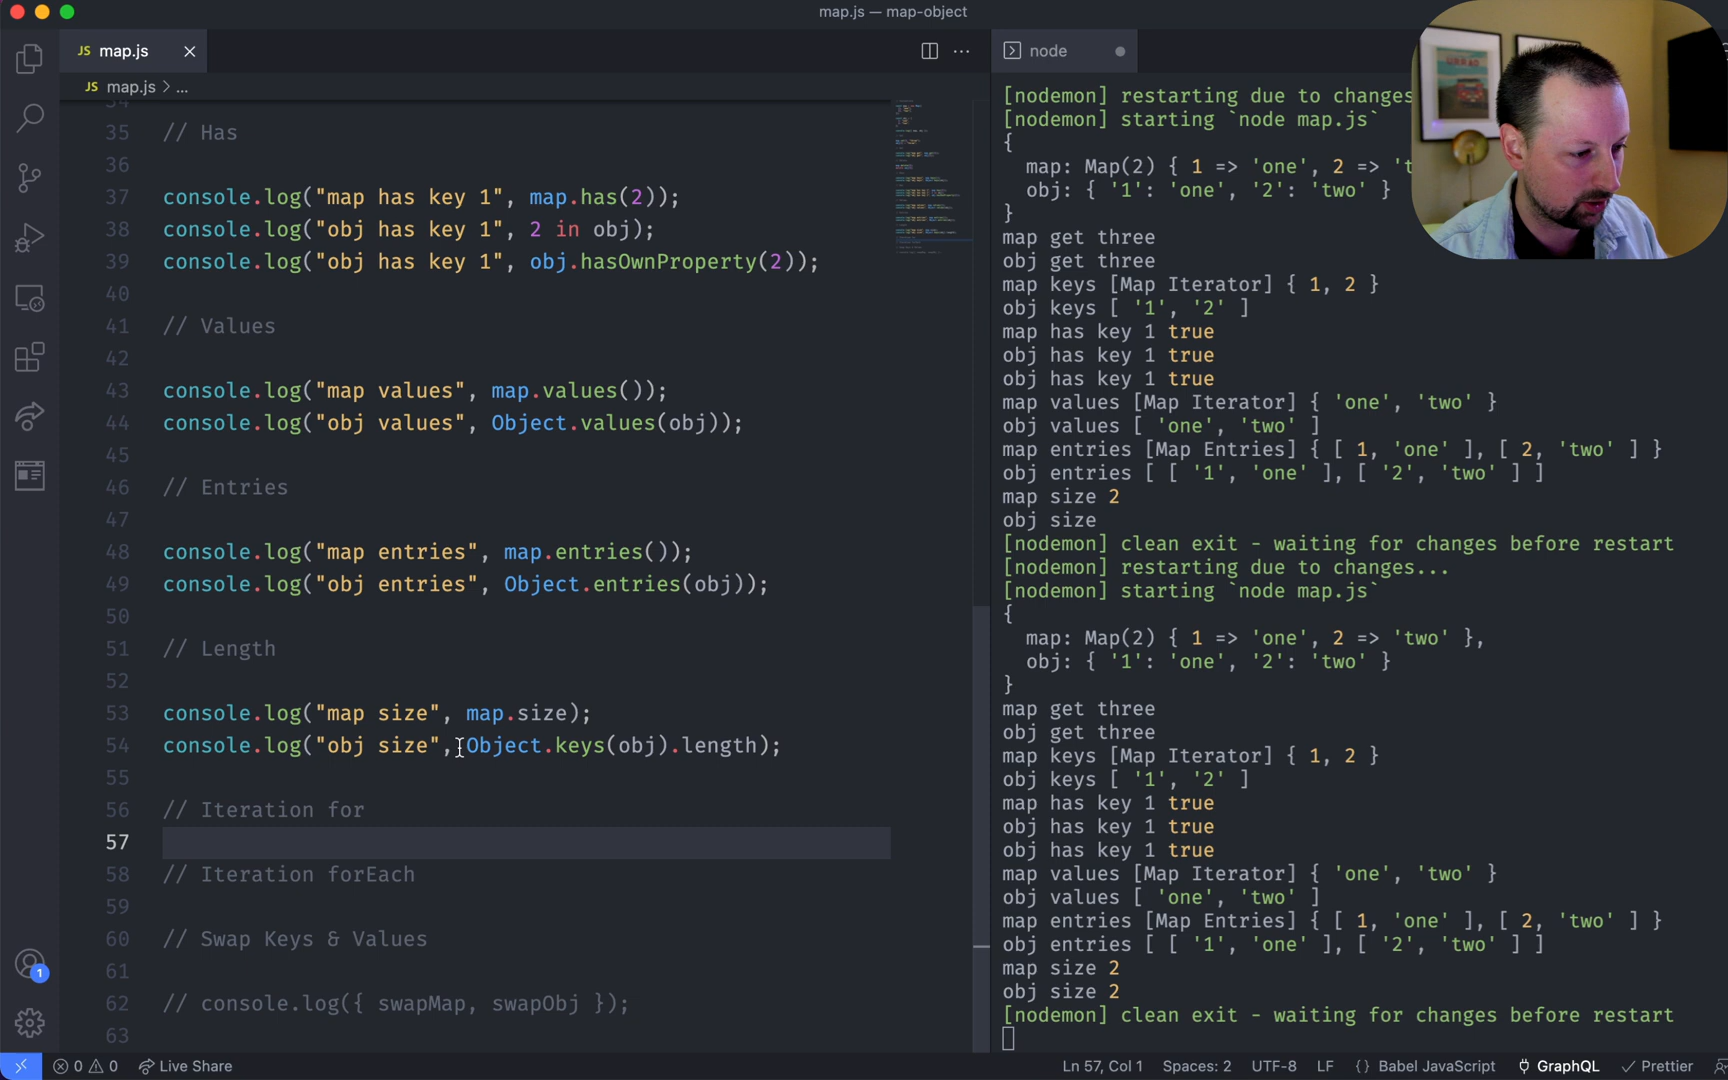 map.js — map-object
JS map.js
JS map.js > ...
node
34
35 // Has
36
37 console.log("map has key 1", map.has(2));
38 console.log("obj has key 1", 2 in obj);
39 console.log("obj has key 1", obj.hasOwnProperty(2));
40
41 // Values
42
43 console.log("map values", map.values());
44 console.log("obj values", Object.values(obj));
45
46 // Entries
47
48 console.log("map entries", map.entries());
49 console.log("obj entries", Object.entries(obj));
50
51 // Length
52
53 console.log("map size", map.size);
54 console.log("obj size", Object.keys(obj).length);
55
56 // Iteration for
57
58 // Iteration forEach
59
60 // Swap Keys & Values
61
62 // console.log({ swapMap, swapObj });
63
[nodemon] restarting due to changes
[nodemon] starting `node map.js`
{
map: Map(2) { 1 => 'one', 2 => 't
obj: { '1': 'one', '2': 'two' }
}
map get three
obj get three
map keys [Map Iterator] { 1, 2 }
obj keys [ '1', '2' ]
map has key 1 true
obj has key 1 true
obj has key 1 true
map values [Map Iterator] { 'one', 'two' }
obj values [ 'one', 'two' ]
map entries [Map Entries] { [ 1, 'one' ], [ 2, 'two' ] }
obj entries [ [ '1', 'one' ], [ '2', 'two' ] ]
map size 2
obj size
[nodemon] clean exit - waiting for changes before restart
[nodemon] restarting due to changes...
[nodemon] starting `node map.js`
{
map: Map(2) { 1 => 'one', 2 => 'two' },
obj: { '1': 'one', '2': 'two' }
}
map get three
obj get three
map keys [Map Iterator] { 1, 2 }
obj keys [ '1', '2' ]
map has key 1 true
obj has key 1 true
obj has key 1 true
map values [Map Iterator] { 'one', 'two' }
obj values [ 'one', 'two' ]
map entries [Map Entries] { [ 1, 'one' ], [ 2, 'two' ] }
obj entries [ [ '1', 'one' ], [ '2', 'two' ] ]
map size 2
obj size 2
[nodemon] clean exit - waiting for changes before restart
1
0 0 Live Share Ln 57, Col 1 Spaces: 2 UTF-8 LF {} Babel JavaScript GraphQL Prettier